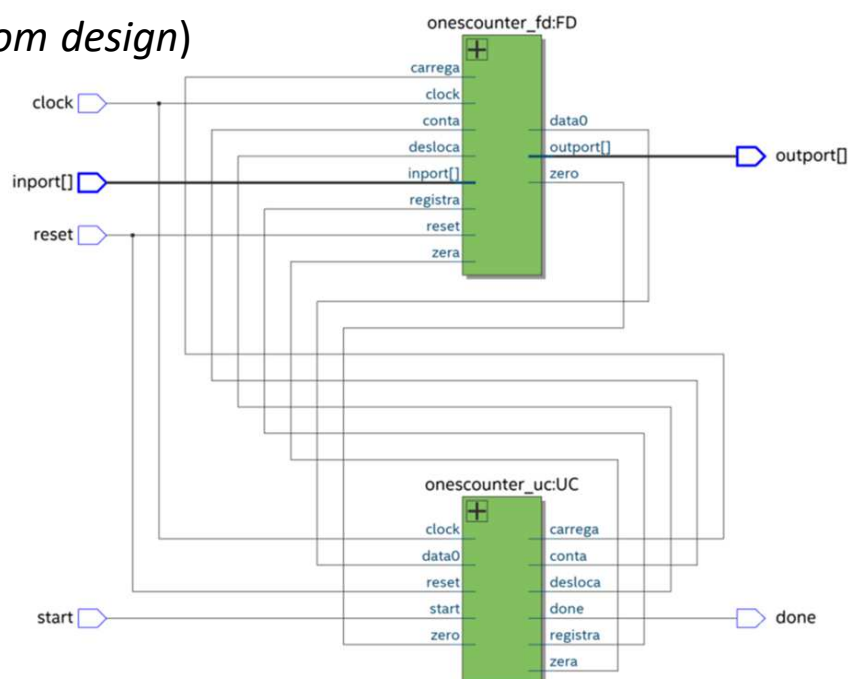 om design)
onescounter_fd:FD
carrega
clock
clock
conta
data0
desloca
outport[]
outport[]
inport[]
inport[]
zero
registra
reset
reset
zera
onescounter_uc:UC
clock
carrega
data0
conta
reset
desloca
start
start
done
done
zero
registra
zera